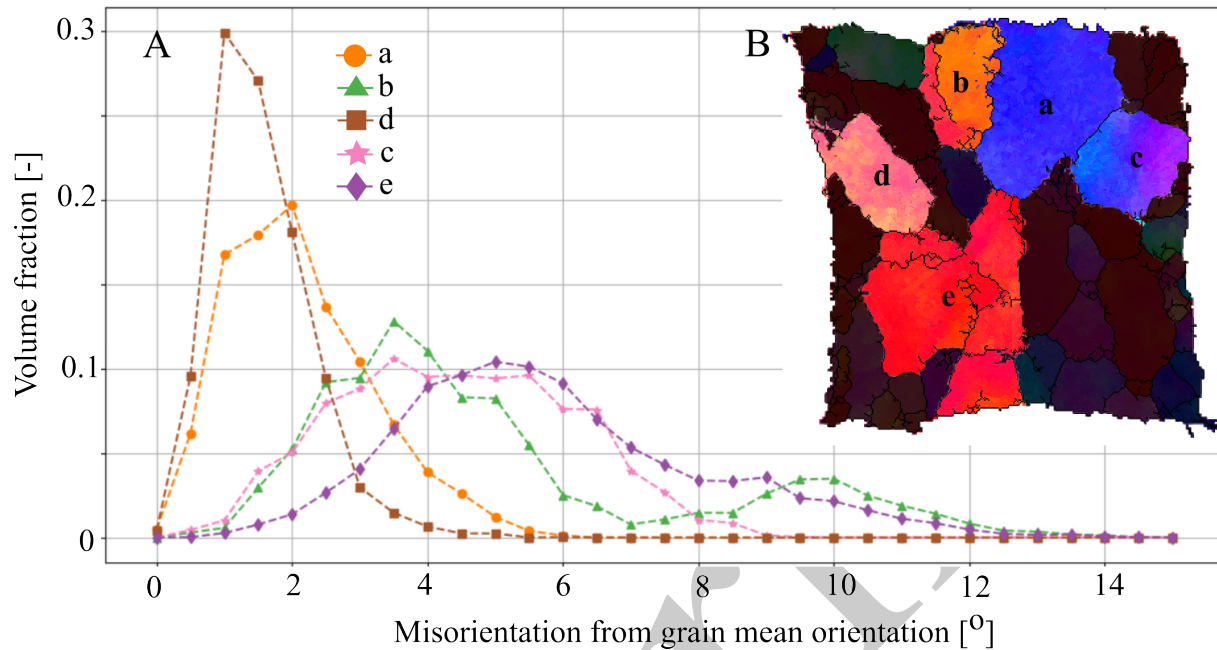 A
B
a
b
d
c
e
b
a
c
d
e
0.3
0.2
0.1
0
Volume fraction [-]
0
2
4
6
8
10
12
14
Misorientation from grain mean orientation [o]